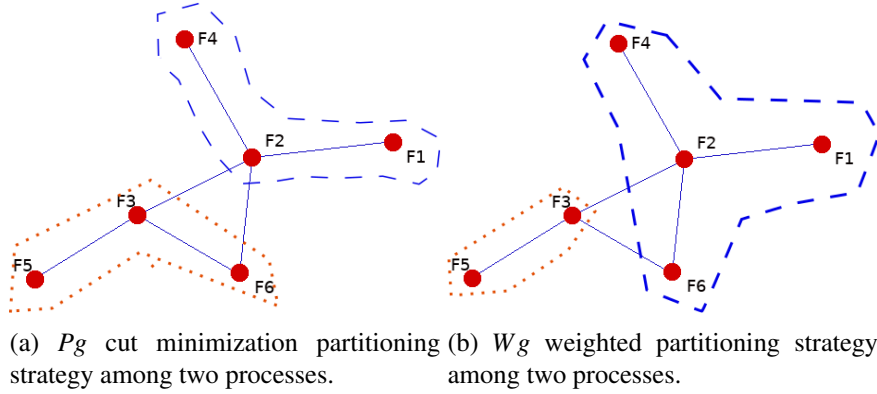 F4
F2
F1
F3
F5
F6
F4
F2
F1
F3
F5
F6
(a) Pg cut minimization partitioning
strategy among two processes.
(b) Wg weighted partitioning strategy
among two processes.